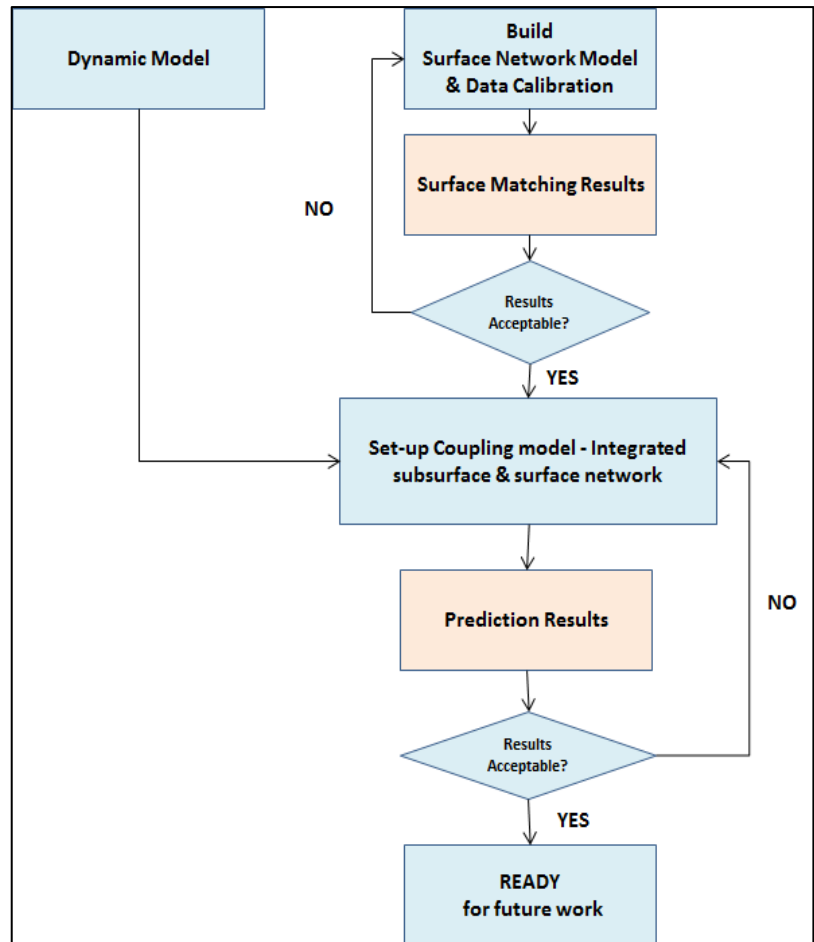 Dynamic Model
Build
Surface Network Model
& Data Calibration
Surface Matching Results
NO
Results
Acceptable?
YES
Set-up Coupling model - Integrated
subsurface & surface network
Prediction Results
NO
Results
Acceptable?
YES
READY
for future work